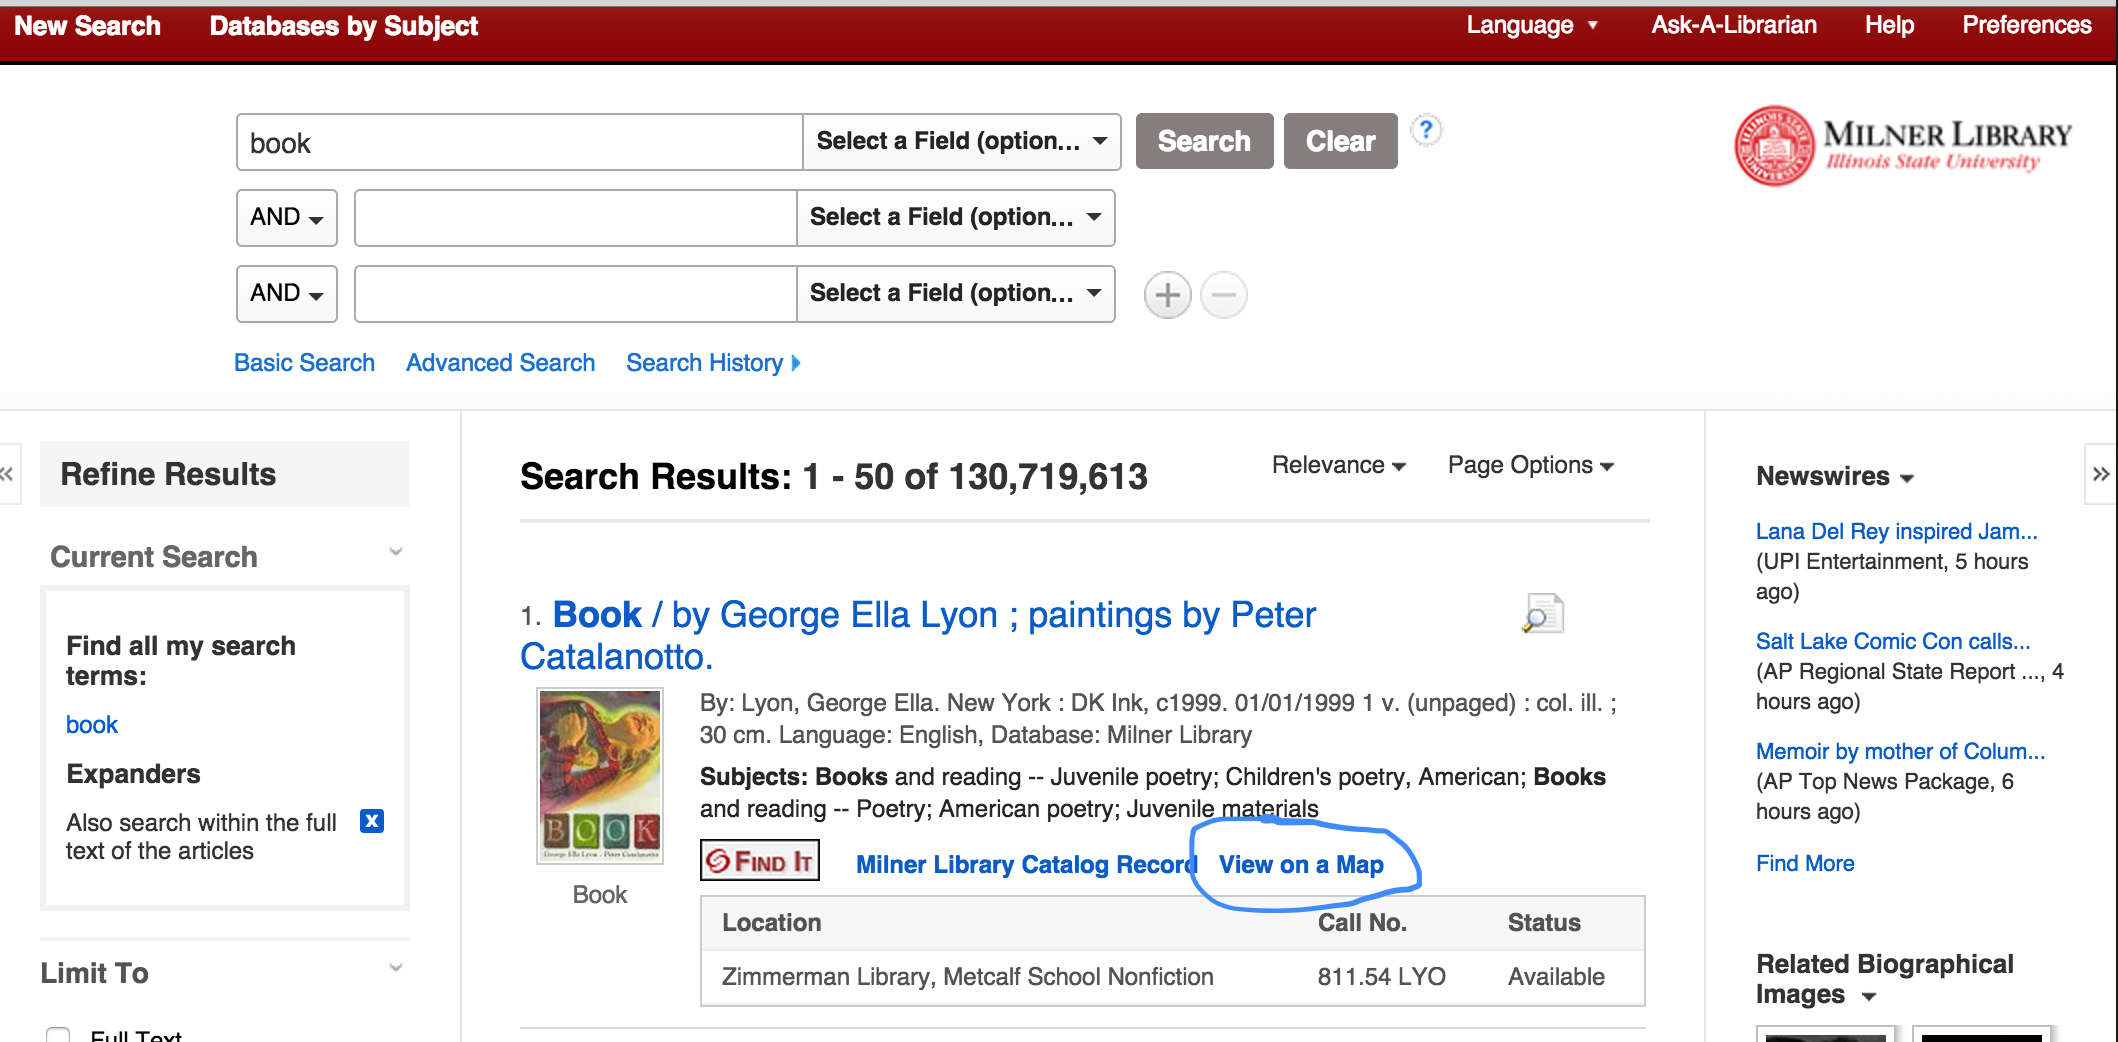 New Search Databases by Subject Language Ask-A-Librarian Help Preferences
book Select a Field (option... Search Clear ?
MILNER LIBRARY
Illinois State University
AND Select a Field (option...
AND Select a Field (option...
Basic Search Advanced Search Search History
Refine Results
Current Search
Find all my search
terms:
book
Expanders
Also search within the full
text of the articles
x
Limit To
Full Text
Search Results: 1 - 50 of 130,719,613 Relevance Page Options
1. Book / by George Ella Lyon ; paintings by Peter
Catalanotto.
BOOK
George Ella Lyon
Book
By: Lyon, George Ella. New York : DK Ink, c1999. 01/01/1999 1 v. (unpaged) : col. ill. ;
30 cm. Language: English, Database: Milner Library
Subjects: Books and reading -- Juvenile poetry; Children's poetry, American; Books
and reading -- Poetry; American poetry; Juvenile materials
FIND IT Milner Library Catalog Record View on a Map
Location Call No. Status
Zimmerman Library, Metcalf School Nonfiction 811.54 LYO Available
Newswires
Lana Del Rey inspired Jam...
(UPI Entertainment, 5 hours
ago)
Salt Lake Comic Con calls...
(AP Regional State Report ..., 4
hours ago)
Memoir by mother of Colum...
(AP Top News Package, 6
hours ago)
Find More
Related Biographical
Images